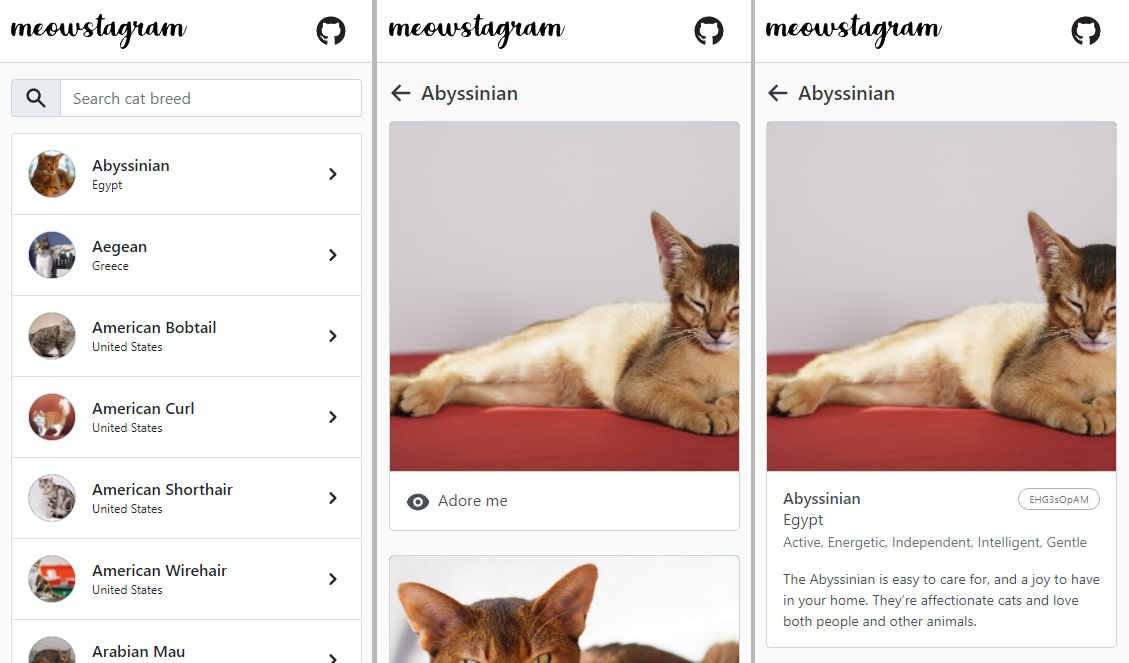 meowstagram
Search cat breed
Abyssinian
Egypt
Aegean
Greece
American Bobtail
United States
American Curl
United States
American Shorthair
United States
American Wirehair
United States
Arabian Mau
meowstagram
Abyssinian
Adore me
meowstagram
Abyssinian
Abyssinian
EHG3sOpAM
Egypt
Active, Energetic, Independent, Intelligent, Gentle
The Abyssinian is easy to care for, and a joy to have
in your home. They’re affectionate cats and love
both people and other animals.